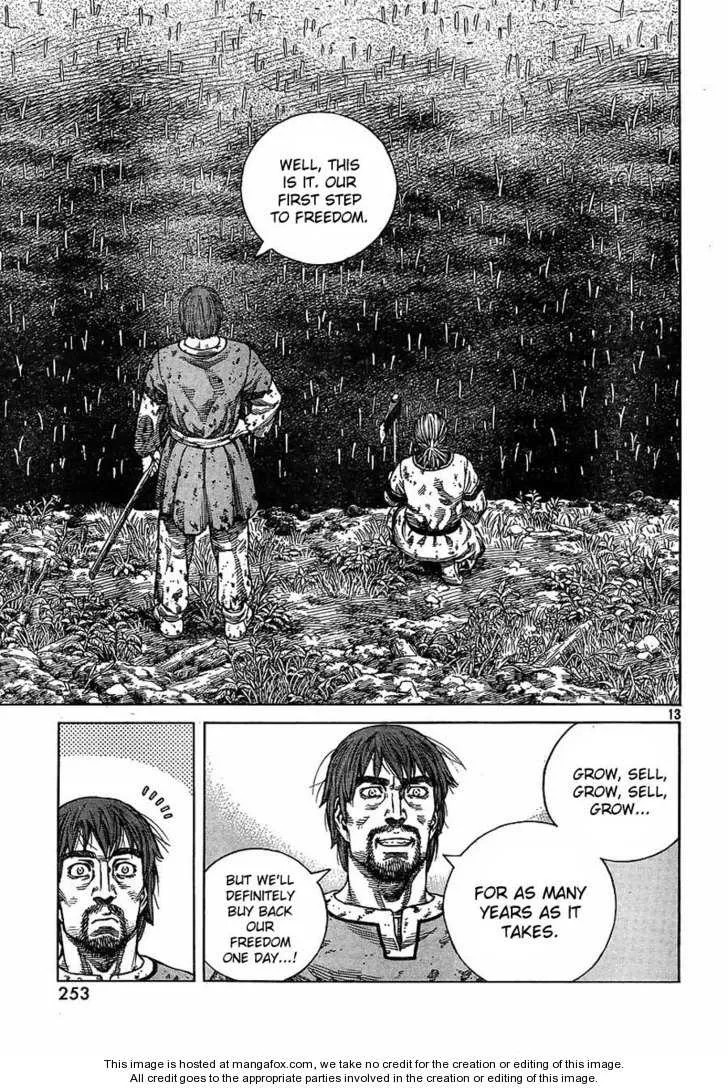 WELL, THIS
IS IT. OUR
FIRST STEP
TO FREEDOM.
13
GROW, SELL,
GROW, SELL,
GROW...
FOR AS MANY
YEARS AS IT
TAKES.
BUT WE'LL
DEFINITELY
BUY BACK
OUR
FREEDOM
ONE DAY...!
253
This image is hosted at mangafox.com, we take no credit for the creation or editing of this image.
All credit goes to the appropriate parties involved in the creation or editing of this image.